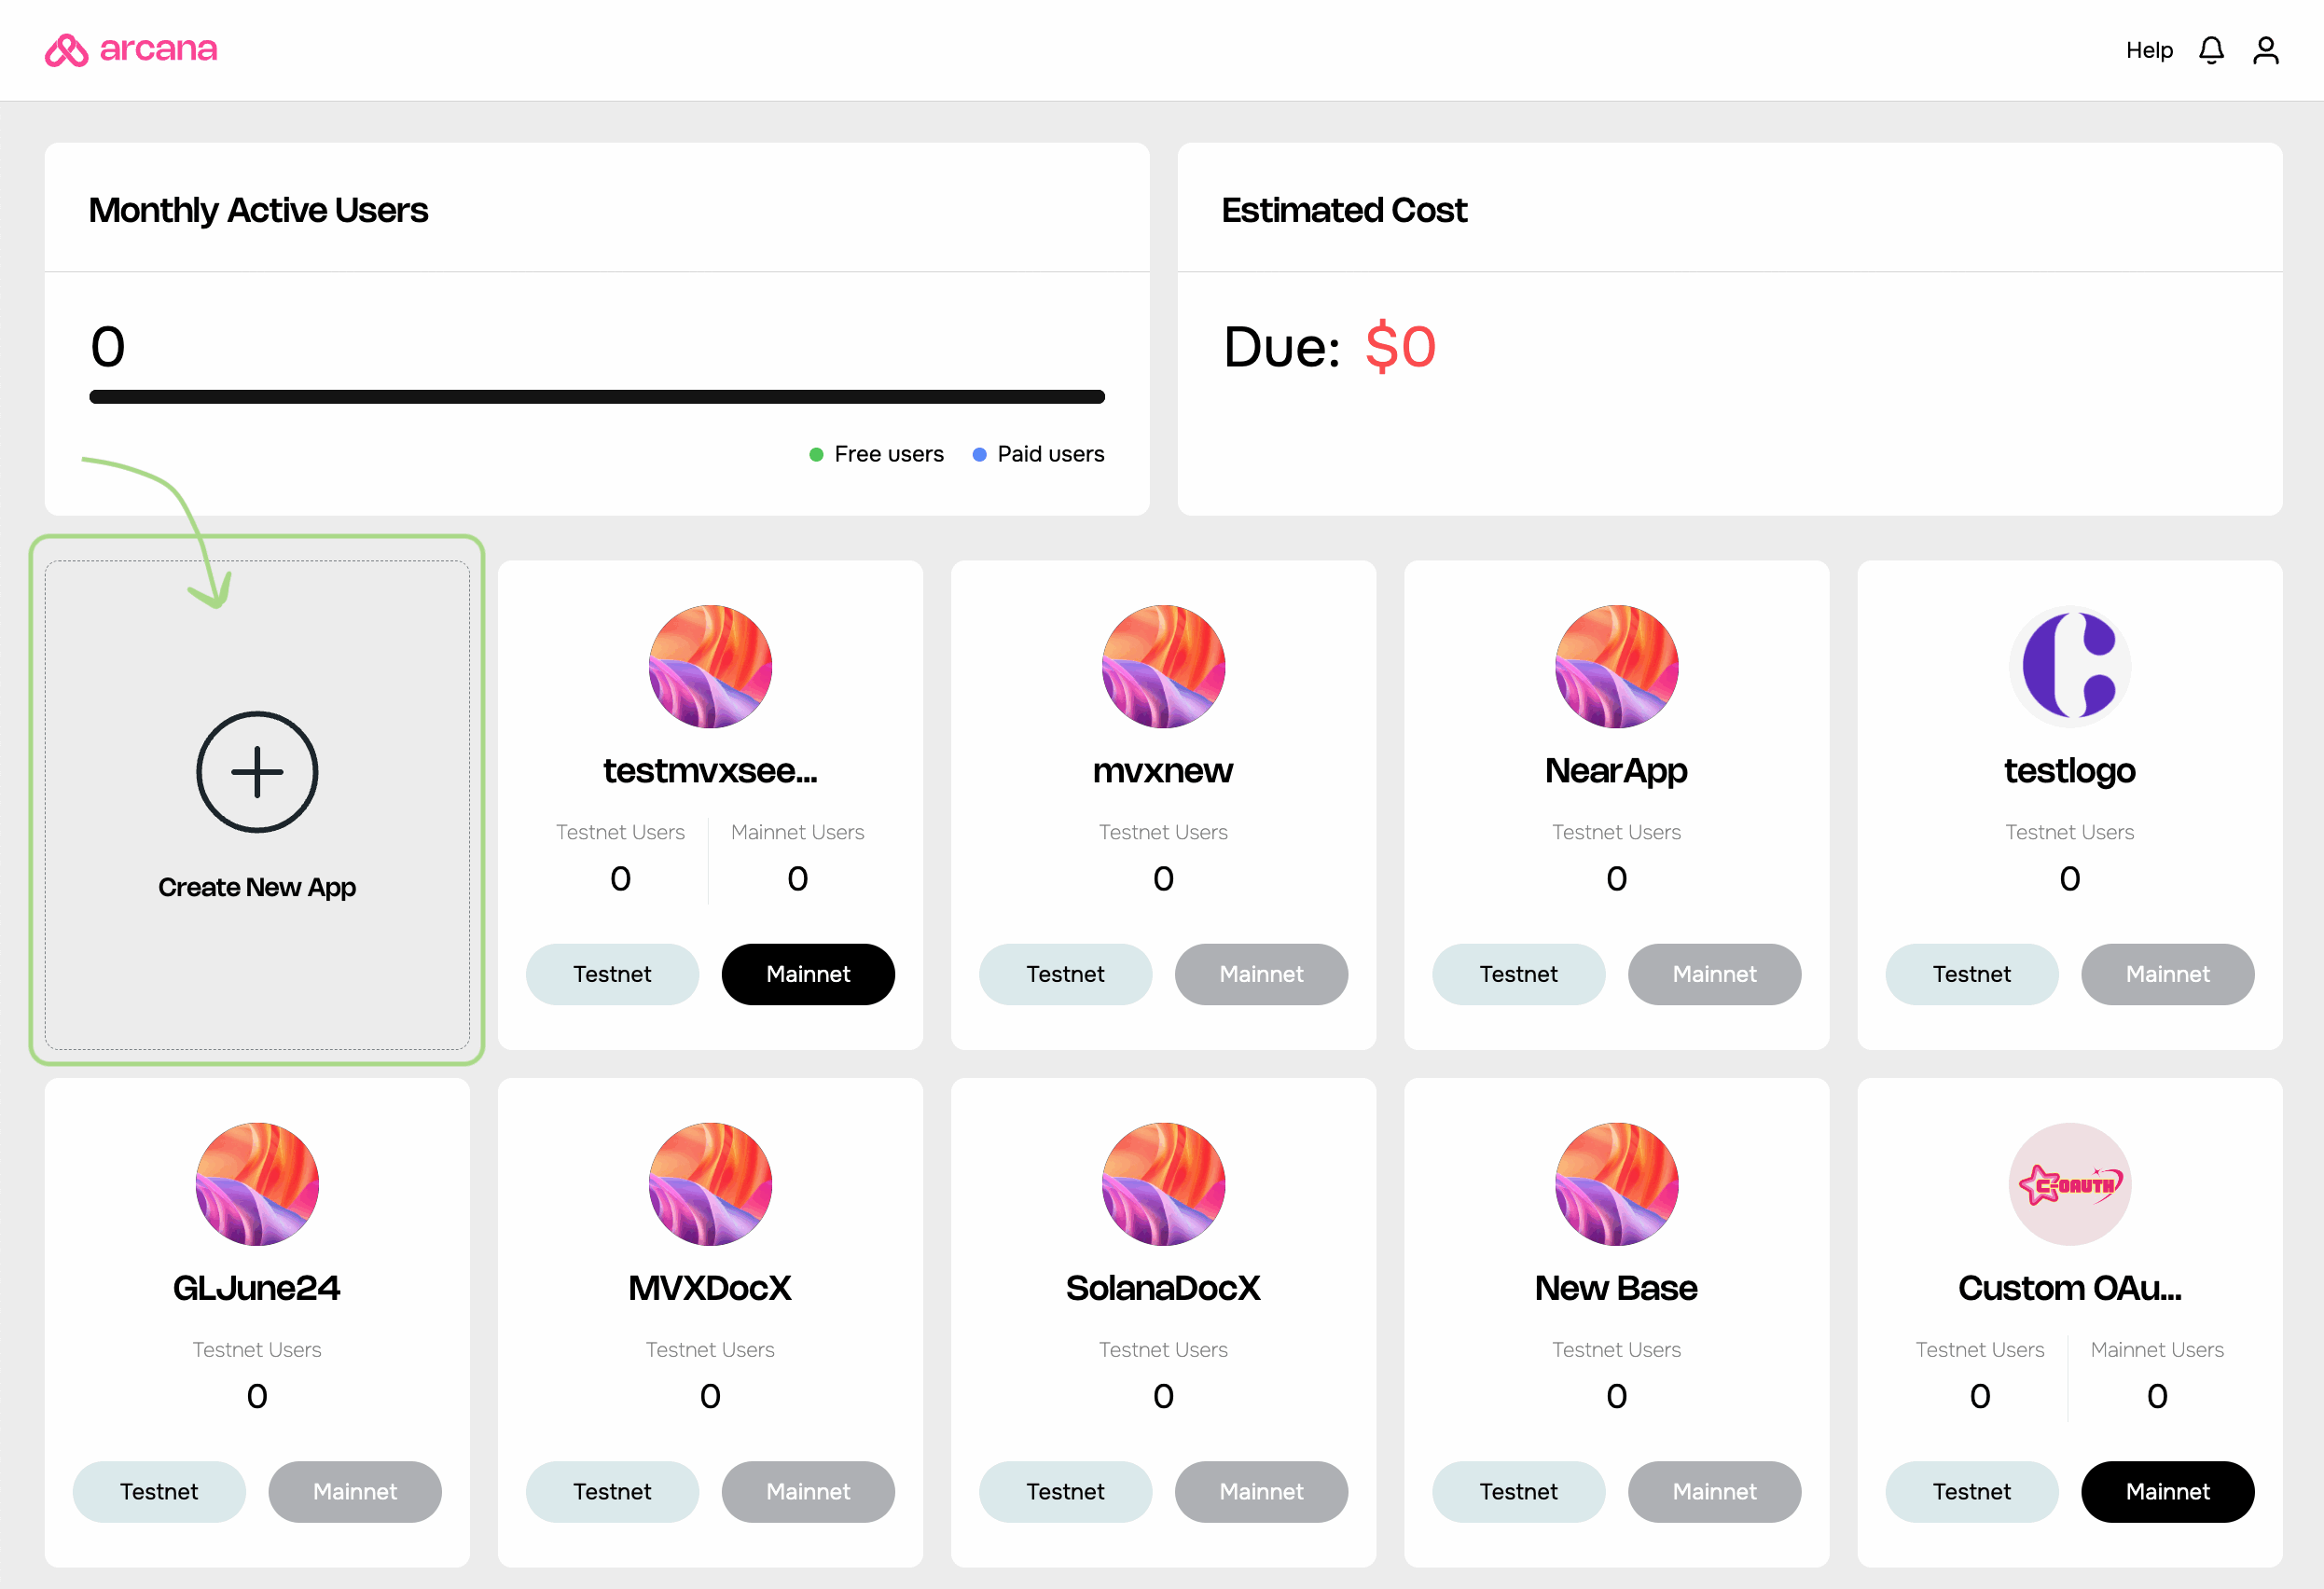 arcana
Help
Monthly Active Users
0
Free users
Paid users
Estimated Cost
Due: $0
Create New App
testmvxsee...
Testnet Users
0
Mainnet Users
0
Testnet
Mainnet
mvxnew
Testnet Users
0
Testnet
Mainnet
NearApp
Testnet Users
0
Testnet
Mainnet
testlogo
Testnet Users
0
Testnet
Mainnet
GLJune24
Testnet Users
0
Testnet
Mainnet
MVXDocX
Testnet Users
0
Testnet
Mainnet
SolanaDocX
Testnet Users
0
Testnet
Mainnet
New Base
Testnet Users
0
Testnet
Mainnet
C-OAUTH
Custom OAu...
Testnet Users
0
Mainnet Users
0
Testnet
Mainnet